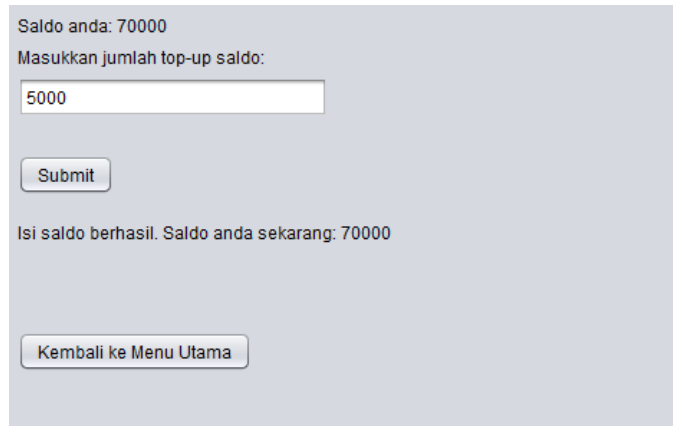 Saldo anda: 70000
Masukkan jumlah top-up saldo:
5000
Submit
Isi saldo berhasil. Saldo anda sekarang: 70000
Kembali ke Menu Utama